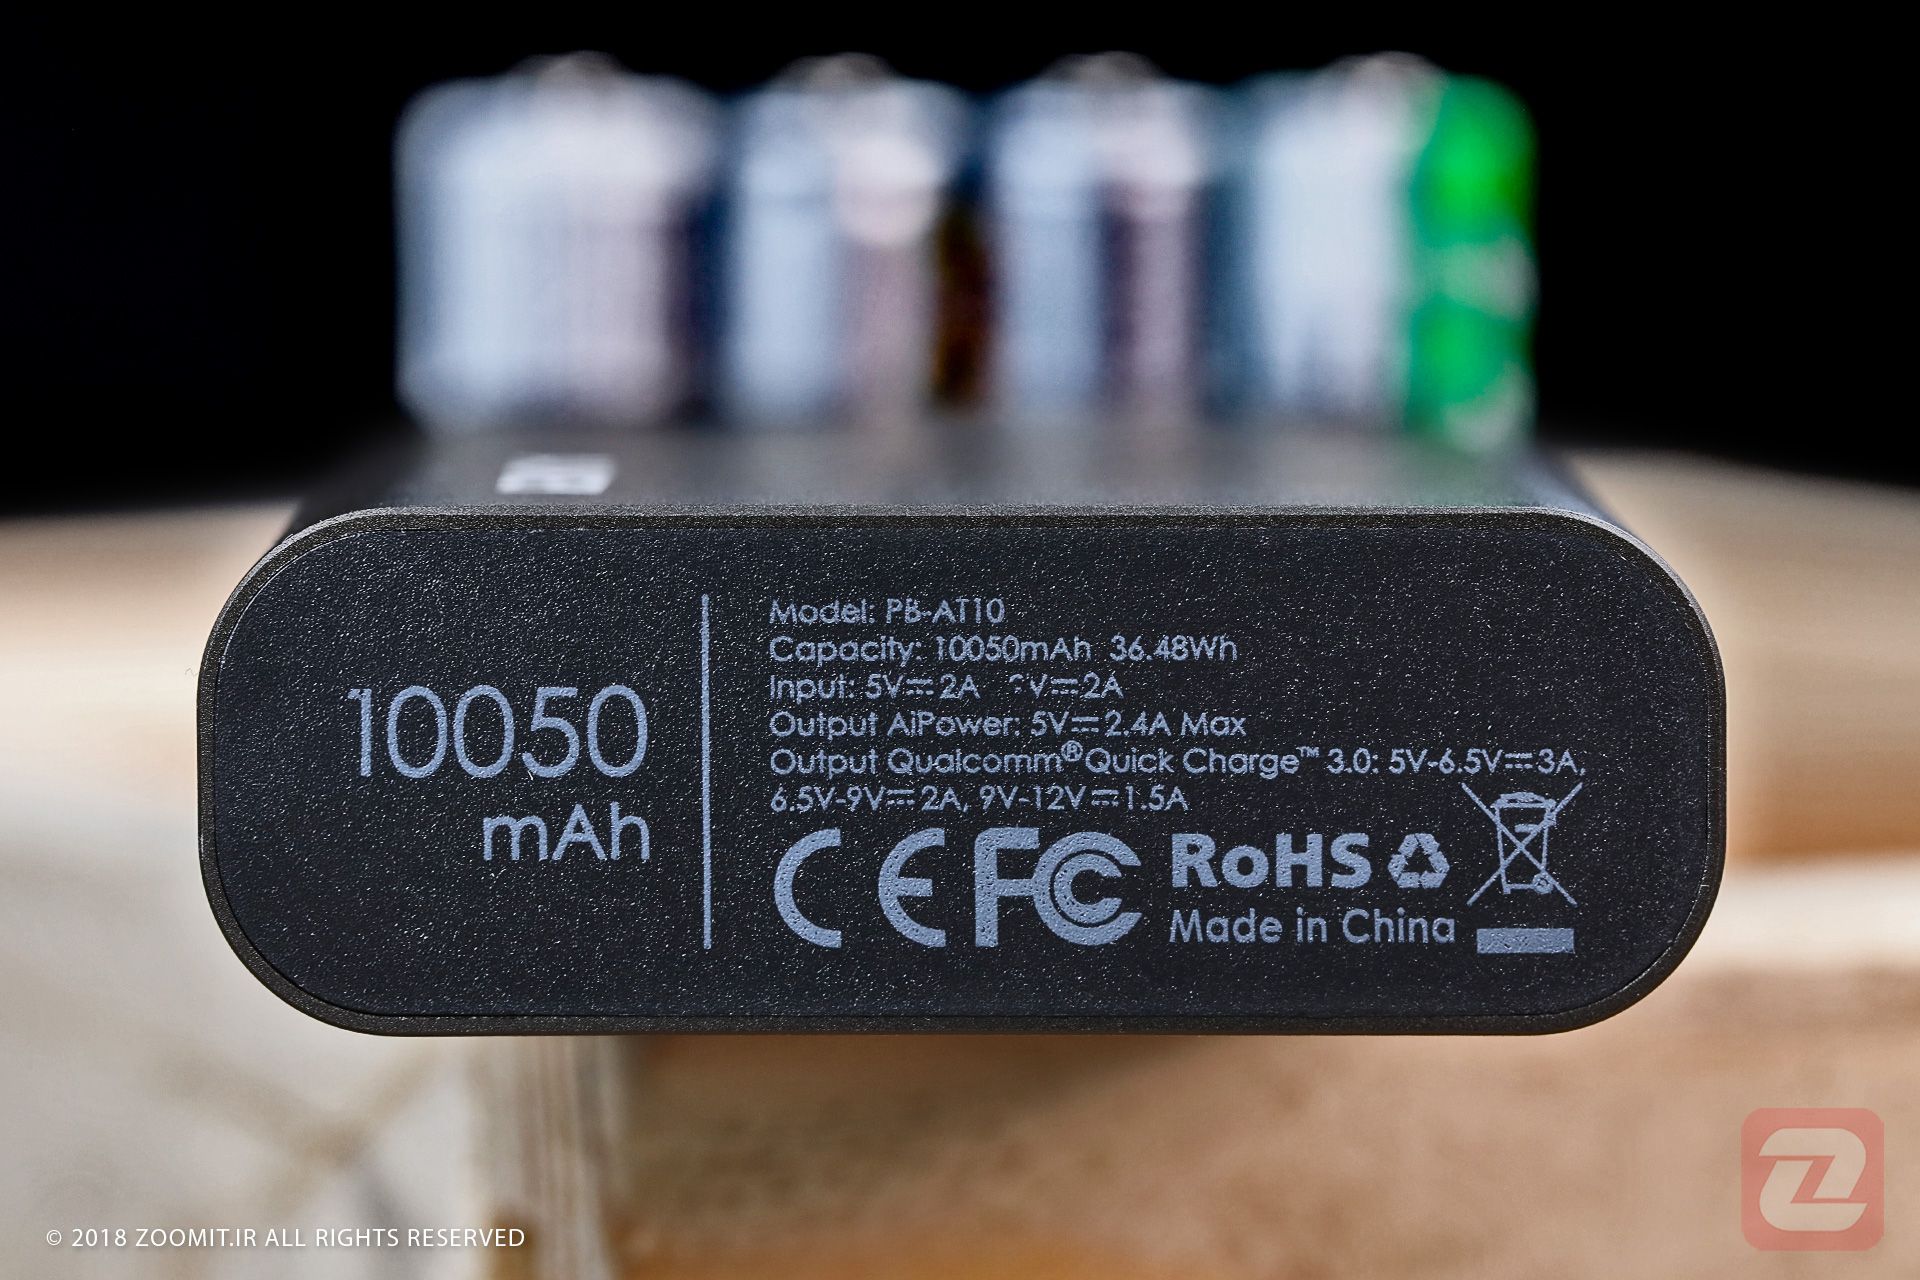 10050
mAh
Model: PB-AT10
Capacity: 10050mAh 36.48Wh
Input: 5V⎓2A V⎓2A
Output AiPower: 5V⎓2.4A Max
Output Qualcomm®Quick Charge™ 3.0: 5V-6.5V⎓3A,
6.5V-9V⎓2A, 9V-12V⎓1.5A
CE FC RoHS
Made in China
© 2018 ZOOMIT.IR ALL RIGHTS RESERVED